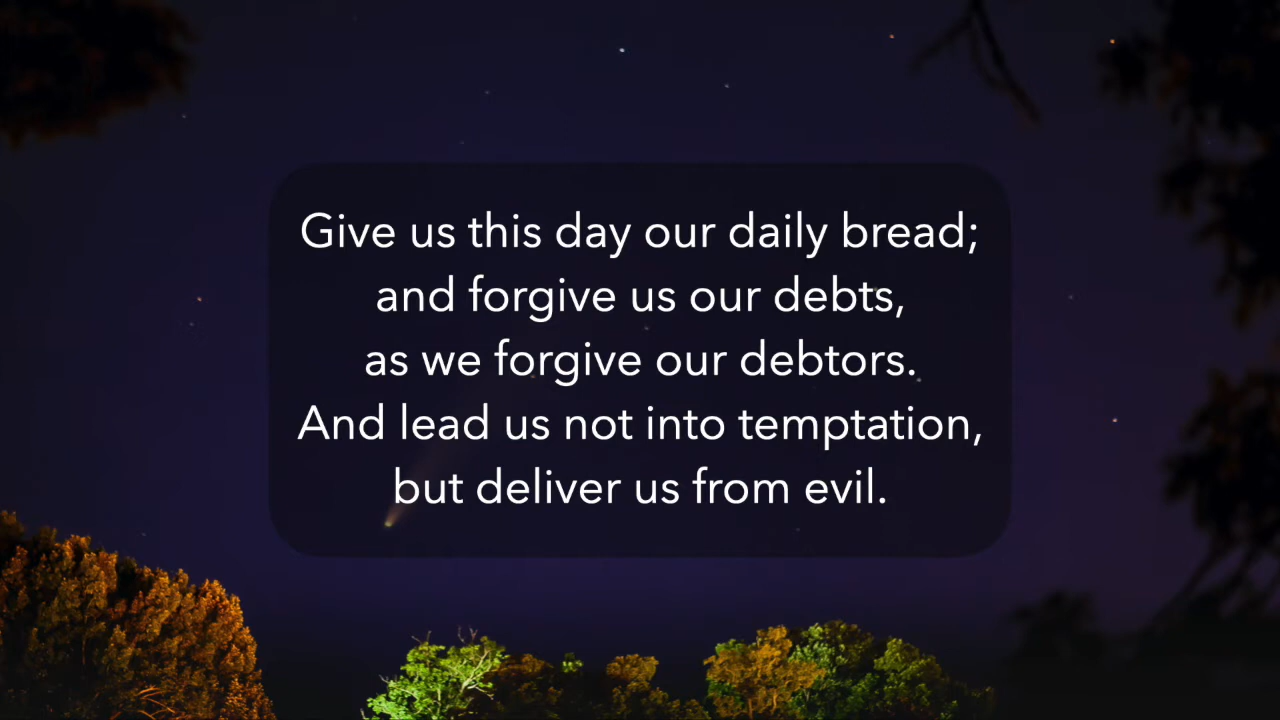 Give us this day our daily bread;
and forgive us our debts,
as we forgive our debtors.
And lead us not into temptation,
but deliver us from evil.